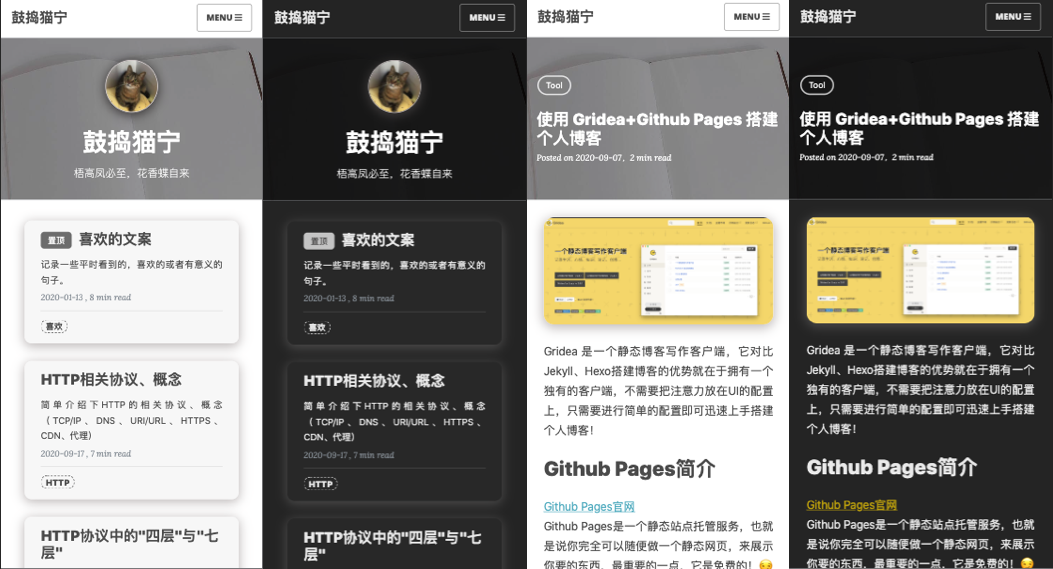 鼓捣猫宁
MENU
鼓捣猫宁
梧高凤必至，花香蝶自来
置顶 喜欢的文案
记录一些平时看到的，喜欢的或者有意义的
句子。
2020-01-13 , 8 min read
喜欢
HTTP相关协议、概念
简单介绍下HTTP的相关协议、概念
（TCP/IP、DNS、URI/URL、HTTPS、
CDN、代理）
2020-09-17 , 7 min read
HTTP
HTTP协议中的"四层"与"七
层"
鼓捣猫宁
MENU
鼓捣猫宁
梧高凤必至，花香蝶自来
置顶 喜欢的文案
记录一些平时看到的，喜欢的或者有意义的
句子。
2020-01-13 , 8 min read
喜欢
HTTP相关协议、概念
简单介绍下HTTP的相关协议、概念
（TCP/IP、DNS、URI/URL、HTTPS、
CDN、代理）
2020-09-17 , 7 min read
HTTP
HTTP协议中的"四层"与"七
层"
鼓捣猫宁
MENU
Tool
使用 Gridea+Github Pages 搭建
个人博客
Posted on 2020-09-07，2 min read
一个静态博客写作客户端
Gridea 是一个静态博客写作客户端，它对比
Jekyll、Hexo搭建博客的优势就在于拥有一个
独有的客户端，不需要把注意力放在UI的配置
上，只需要进行简单的配置即可迅速上手搭建
个人博客！
Github Pages简介
Github Pages官网
Github Pages是一个静态站点托管服务，也就
是说你完全可以随便做一个静态网页，来展示
你要的东西，最重要的一点，它是免费的！😏
鼓捣猫宁
MENU
Tool
使用 Gridea+Github Pages 搭建
个人博客
Posted on 2020-09-07，2 min read
一个静态博客写作客户端
Gridea 是一个静态博客写作客户端，它对比
Jekyll、Hexo搭建博客的优势就在于拥有一个
独有的客户端，不需要把注意力放在UI的配置
上，只需要进行简单的配置即可迅速上手搭建
个人博客！
Github Pages简介
Github Pages官网
Github Pages是一个静态站点托管服务，也就
是说你完全可以随便做一个静态网页，来展示
你要的东西，最重要的一点，它是免费的！😏